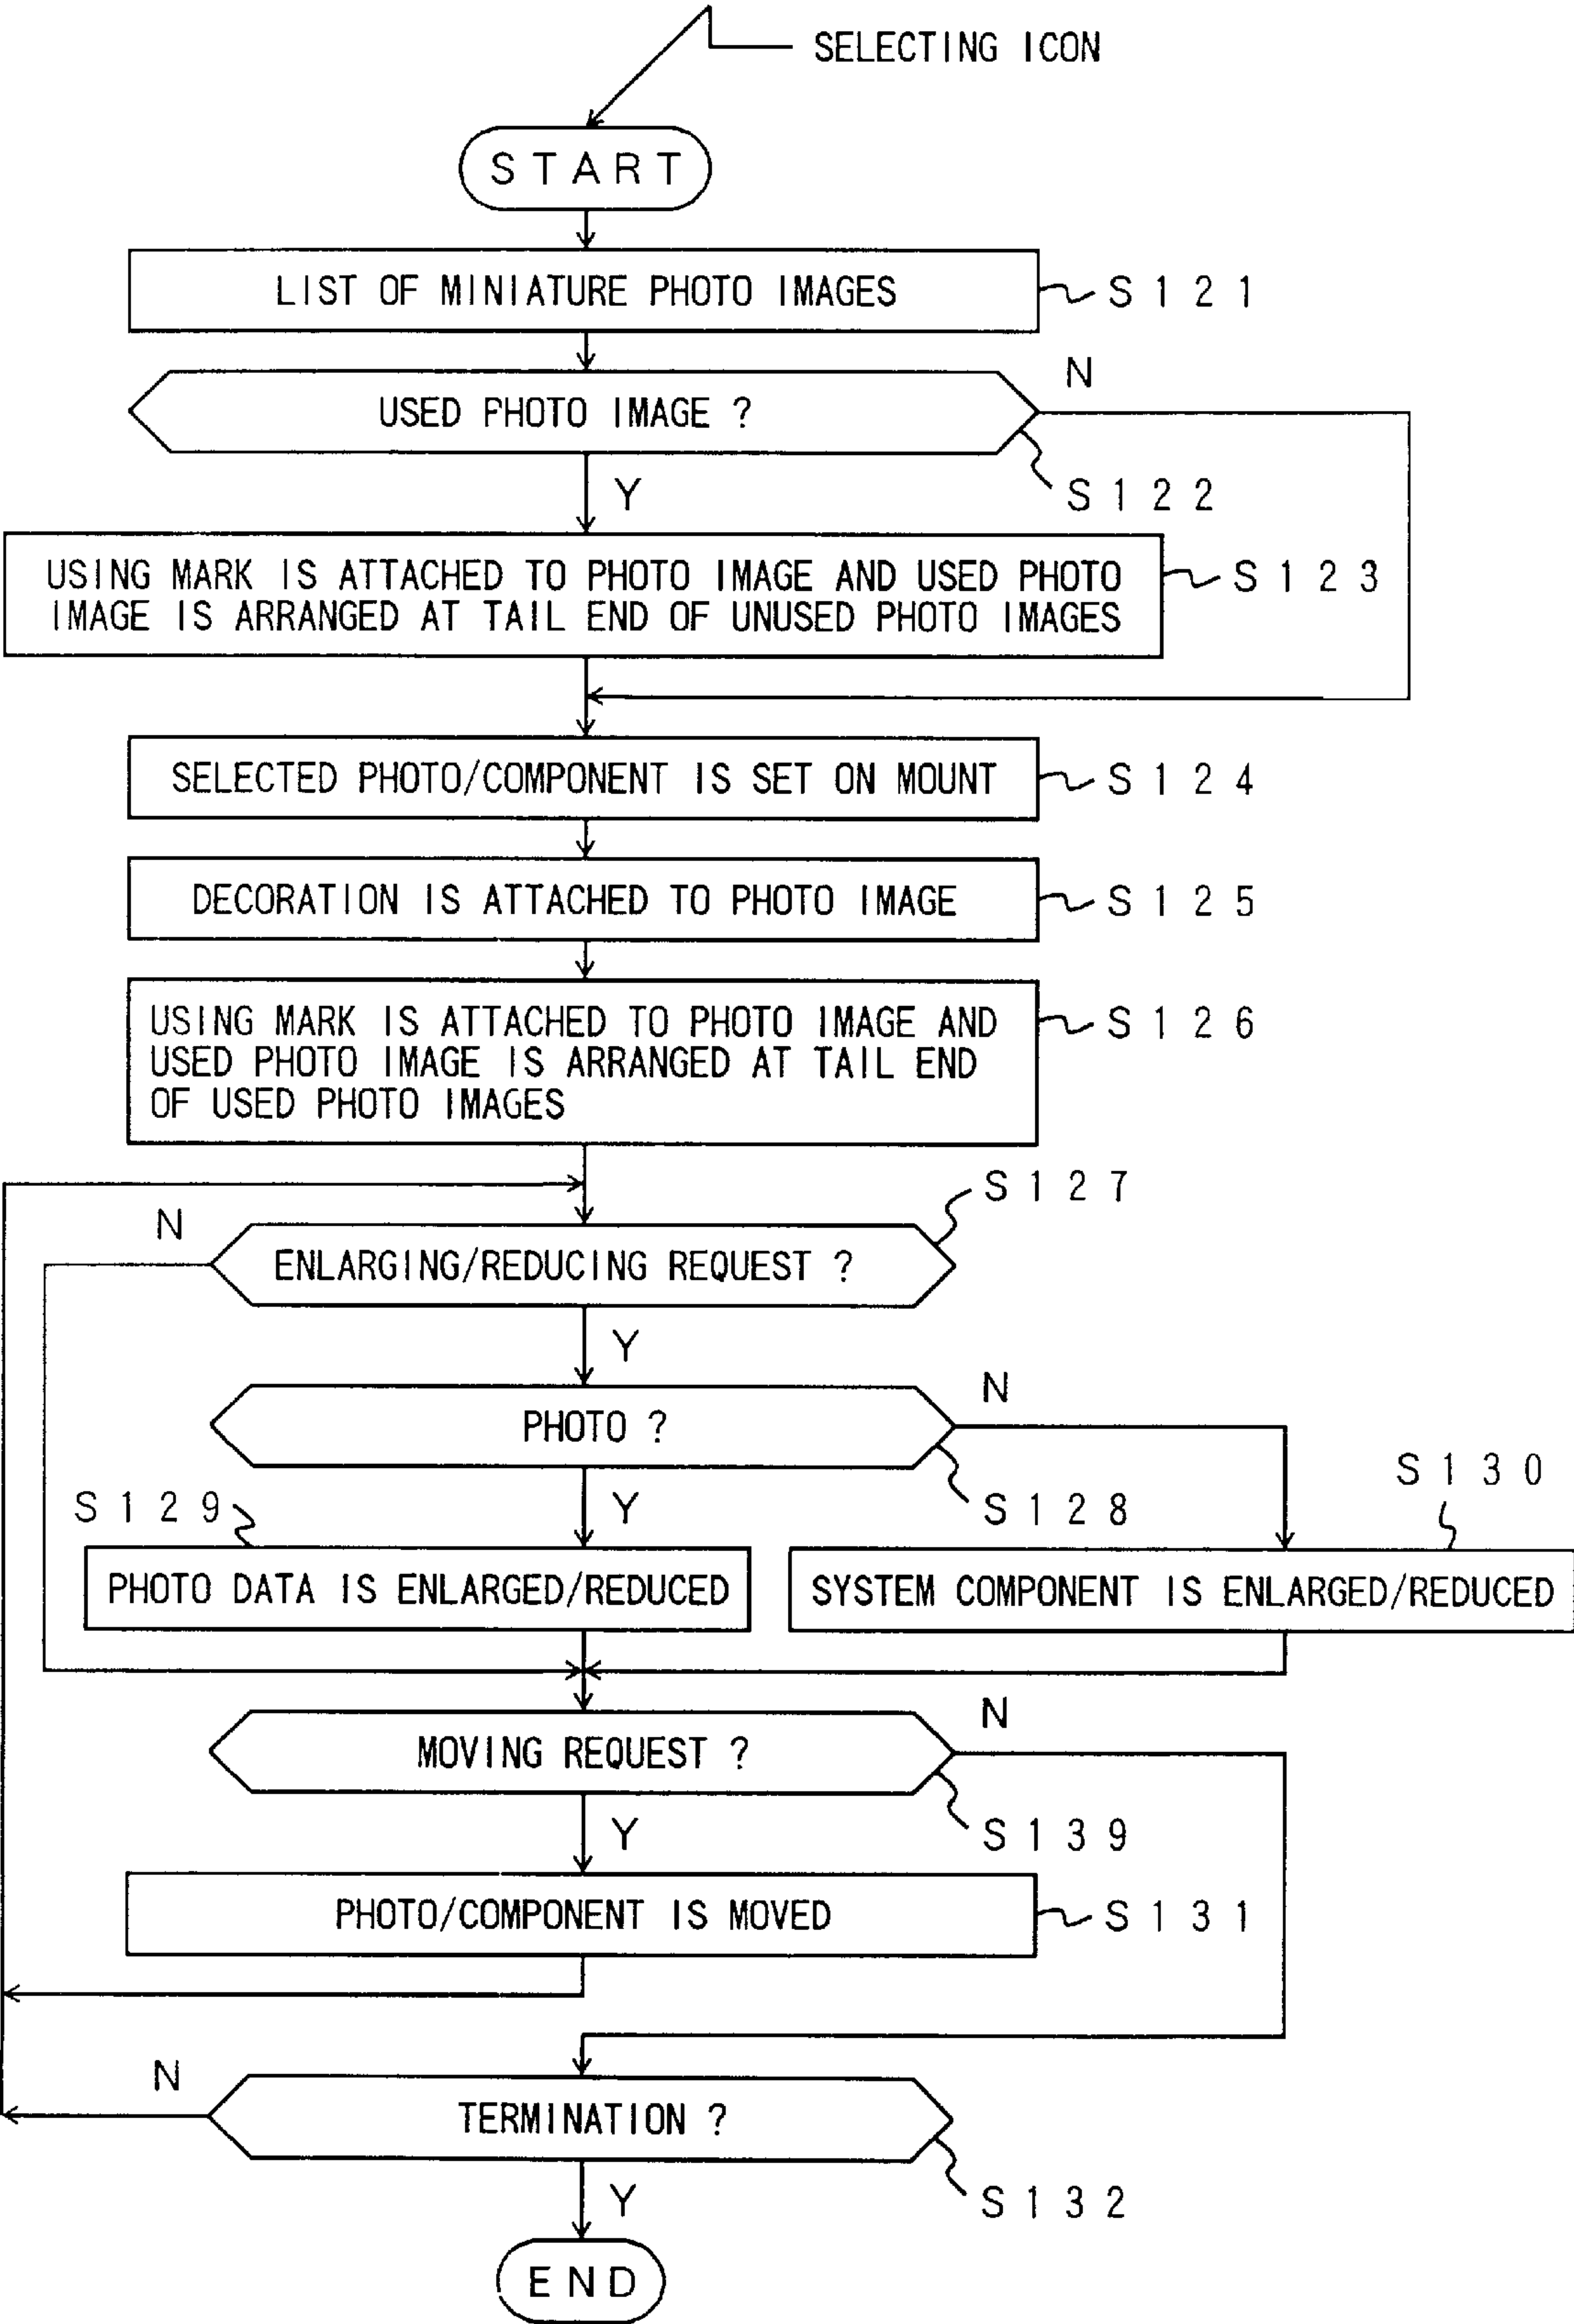 SELECTING ICON
START
LIST OF MINIATURE PHOTO IMAGES
S121
N
USED PHOTO IMAGE ?
S122
Y
USING MARK IS ATTACHED TO PHOTO IMAGE AND USED PHOTO
IMAGE IS ARRANGED AT TAIL END OF UNUSED PHOTO IMAGES
S123
SELECTED PHOTO/COMPONENT IS SET ON MOUNT
S124
DECORATION IS ATTACHED TO PHOTO IMAGE
S125
USING MARK IS ATTACHED TO PHOTO IMAGE AND
USED PHOTO IMAGE IS ARRANGED AT TAIL END
OF USED PHOTO IMAGES
S126
S127
N
ENLARGING/REDUCING REQUEST ?
Y
N
PHOTO ?
S128
S130
S129
Y
PHOTO DATA IS ENLARGED/REDUCED
SYSTEM COMPONENT IS ENLARGED/REDUCED
N
MOVING REQUEST ?
S139
Y
PHOTO/COMPONENT IS MOVED
S131
N
TERMINATION ?
S132
Y
END